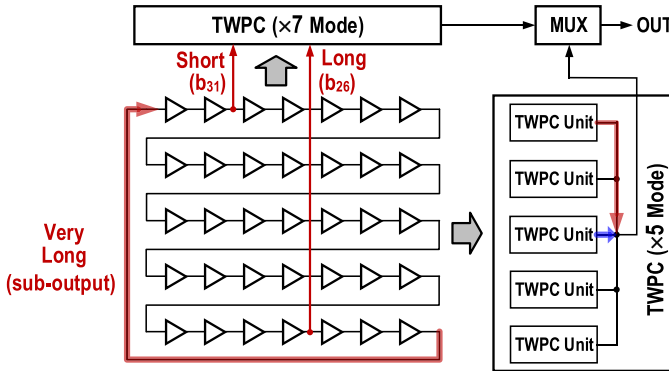 TWPC (×7 Mode)
MUX
OUT
Short
(b31)
Long
(b26)
Very
Long
(sub-output)
TWPC Unit
TWPC Unit
TWPC Unit
TWPC Unit
TWPC Unit
TWPC (×5 Mode)